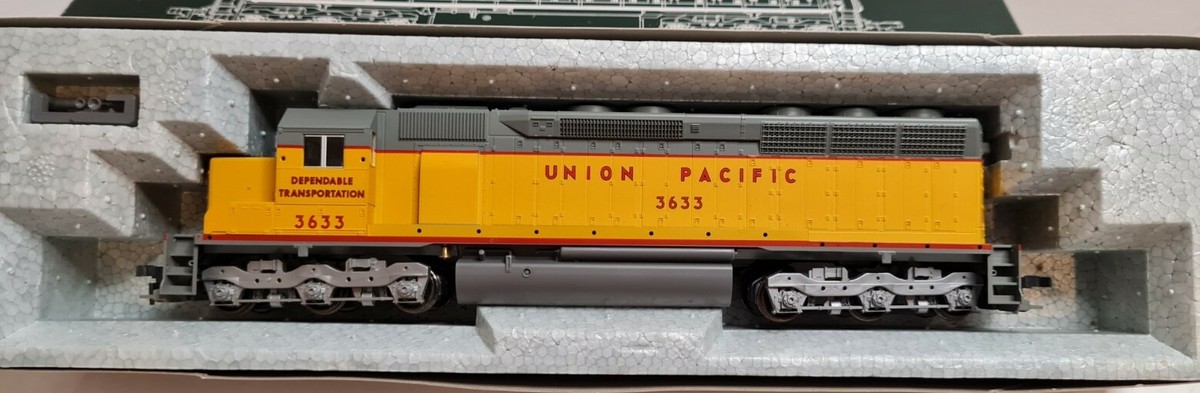 UNION PACIFIC
DEPENDABLE
TRANSPORTATION
3633
3633